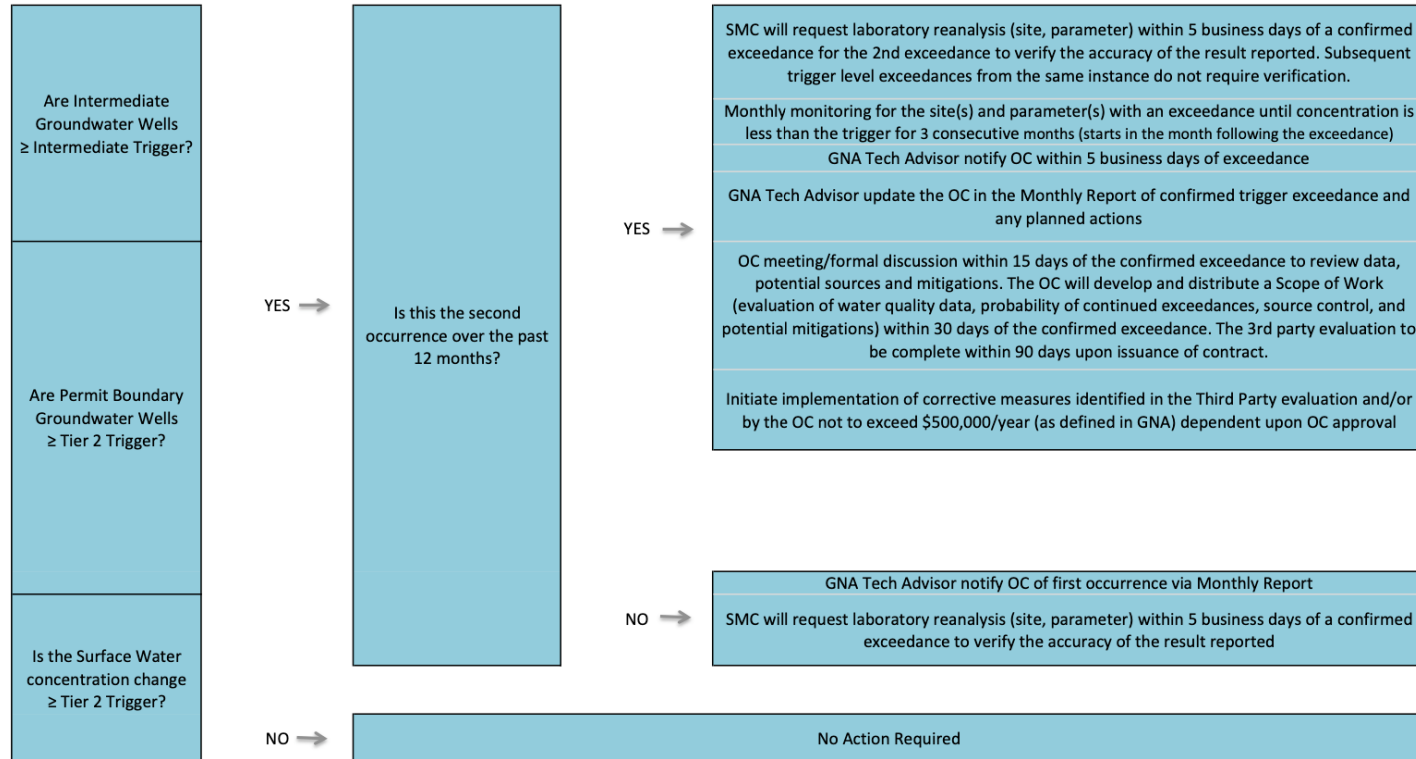 Are Intermediate
Groundwater Wells
≥ Intermediate Trigger?
Are Permit Boundary
Groundwater Wells
≥ Tier 2 Trigger?
Is the Surface Water
concentration change
≥ Tier 2 Trigger?
YES
NO
Is this the second
occurrence over the past
12 months?
YES
SMC will request laboratory reanalysis (site, parameter) within 5 business days of a confirmed
exceedance for the 2nd exceedance to verify the accuracy of the result reported. Subsequent
trigger level exceedances from the same instance do not require verification.
Monthly monitoring for the site(s) and parameter(s) with an exceedance until concentration is
less than the trigger for 3 consecutive months (starts in the month following the exceedance)
GNA Tech Advisor notify OC within 5 business days of exceedance
GNA Tech Advisor update the OC in the Monthly Report of confirmed trigger exceedance and
any planned actions
OC meeting/formal discussion within 15 days of the confirmed exceedance to review data,
potential sources and mitigations. The OC will develop and distribute a Scope of Work
(evaluation of water quality data, probability of continued exceedances, source control, and
potential mitigations) within 30 days of the confirmed exceedance. The 3rd party evaluation to
be complete within 90 days upon issuance of contract.
Initiate implementation of corrective measures identified in the Third Party evaluation and/or
by the OC not to exceed $500,000/year (as defined in GNA) dependent upon OC approval
NO
GNA Tech Advisor notify OC of first occurrence via Monthly Report
SMC will request laboratory reanalysis (site, parameter) within 5 business days of a confirmed
exceedance to verify the accuracy of the result reported
No Action Required